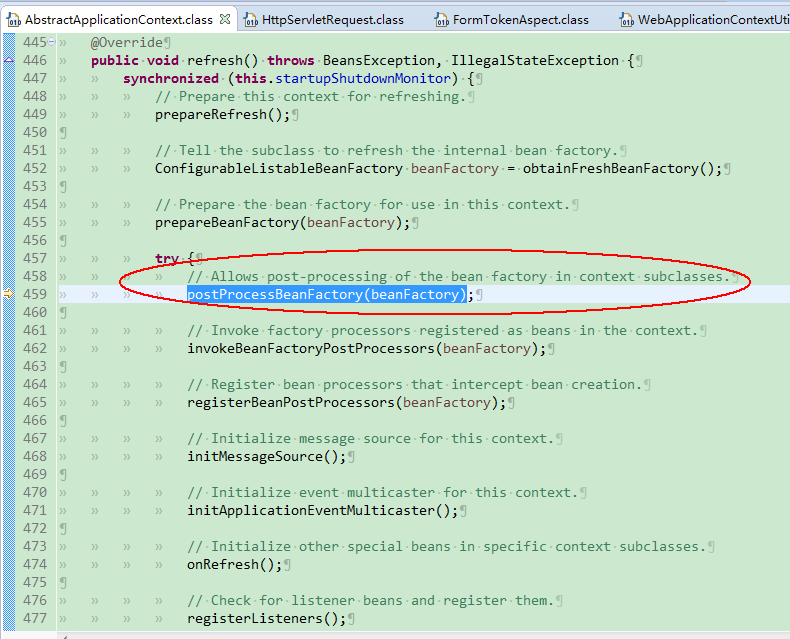 AbstractApplicationContext.class HttpServletRequest.class FormTokenAspect.class WebApplicationContextUti
445 @Override
446 public void refresh() throws BeansException, IllegalStateException {
447 synchronized (this.startupShutdownMonitor) {
448 // Prepare this context for refreshing.
449 prepareRefresh();
450
451 // Tell the subclass to refresh the internal bean factory.
452 ConfigurableListableBeanFactory beanFactory = obtainFreshBeanFactory();
453
454 // Prepare the bean factory for use in this context.
455 prepareBeanFactory(beanFactory);
456
457 try {
458 // Allows post-processing of the bean factory in context subclasses.
459 postProcessBeanFactory(beanFactory);
460
461 // Invoke factory processors registered as beans in the context.
462 invokeBeanFactoryPostProcessors(beanFactory);
463
464 // Register bean processors that intercept bean creation.
465 registerBeanPostProcessors(beanFactory);
466
467 // Initialize message source for this context.
468 initMessageSource();
469
470 // Initialize event multicaster for this context.
471 initApplicationEventMulticaster();
472
473 // Initialize other special beans in specific context subclasses.
474 onRefresh();
475
476 // Check for listener beans and register them.
477 registerListeners();